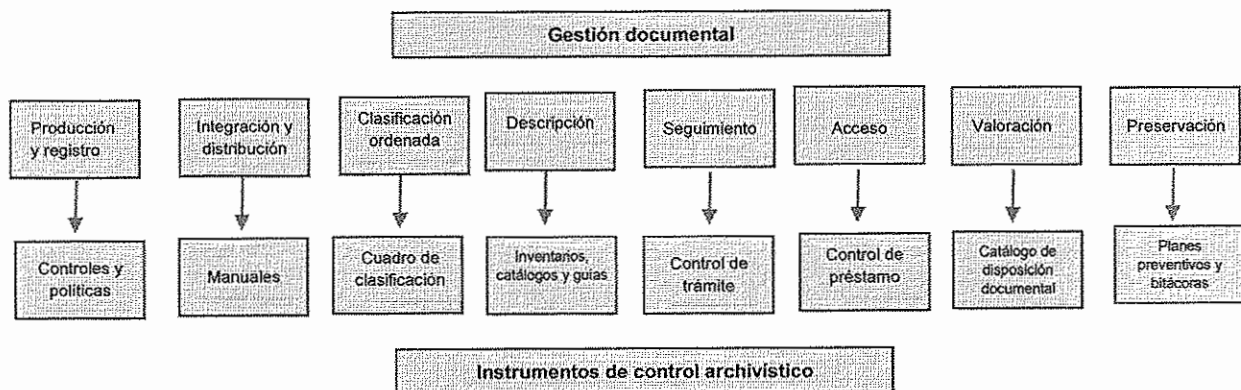 Gestión documental
Producción
y registro
Integración y
distribución
Clasificación
ordenada
Descripción
Seguimiento
Acceso
Valoración
Preservación
Controles y
políticas
Manuales
Cuadro de
clasificación
Inventarios,
catálogos y guías
Control de
trámite
Control de
préstamo
Catálogo de
disposición
documental
Planes
preventivos y
bitácoras
Instrumentos de control archivístico